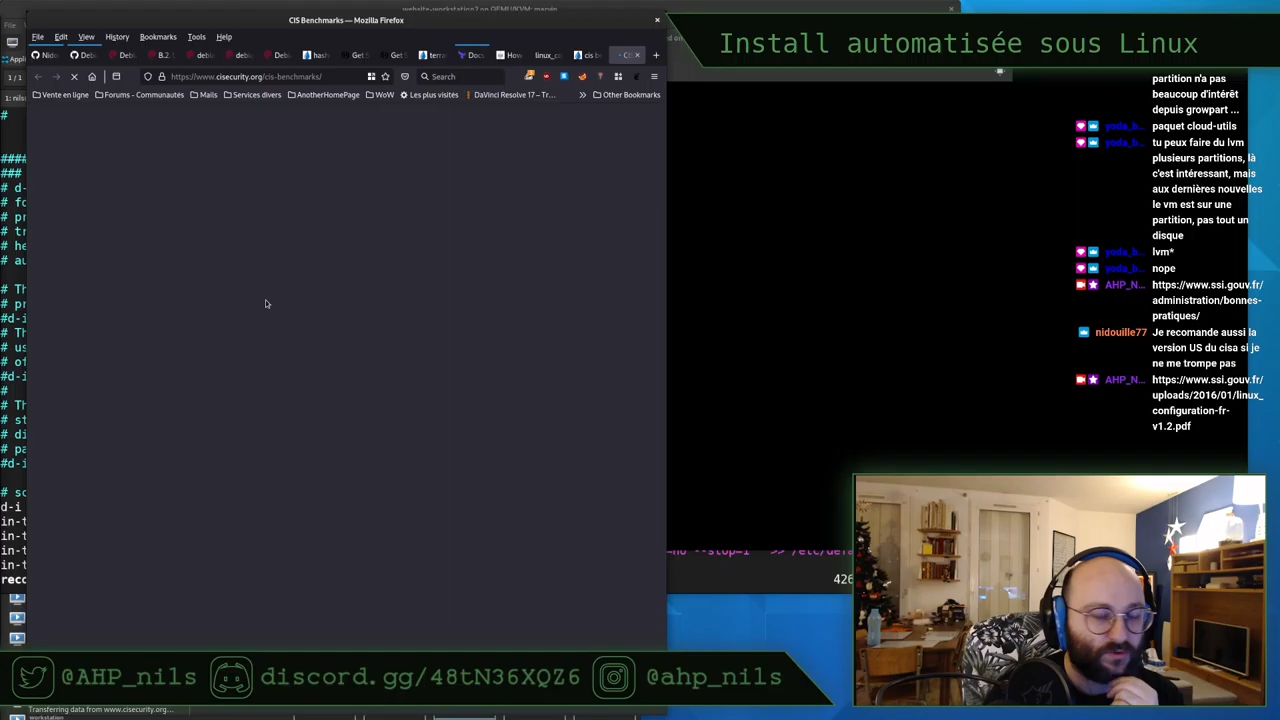 CIS Benchmarks — Mozilla Firefox
File Edit View History Bookmarks Tools Help
https://www.cisecurity.org/cis-benchmarks/
Search
Vente en ligne Forums - Communautés Mails Services divers AnotherHomePage WoW Les plus visités DaVinci Resolve 17 – Tr... Other Bookmarks
Install automatisée sous Linux
partition n'a pas
beaucoup d'intérêt
depuis growpart ...
yoda_b... paquet cloud-utils
yoda_b... tu peux faire du lvm
plusieurs partitions, là
c'est intéressant, mais
aux dernières nouvelles
le vm est sur une
partition, pas tout un
disque
yoda_b... lvm*
yoda_b... nope
AHP_N... https://www.ssi.gouv.fr/
administration/bonnes-
pratiques/
nidouille77 Je recomande aussi la
version US du cisa si je
ne me trompe pas
AHP_N... https://www.ssi.gouv.fr/
uploads/2016/01/linux_
configuration-fr-
v1.2.pdf
426
@AHP_nils discord.gg/48tN36XQZ6 @ahp_nils
Transferring data from www.cisecurity.org...